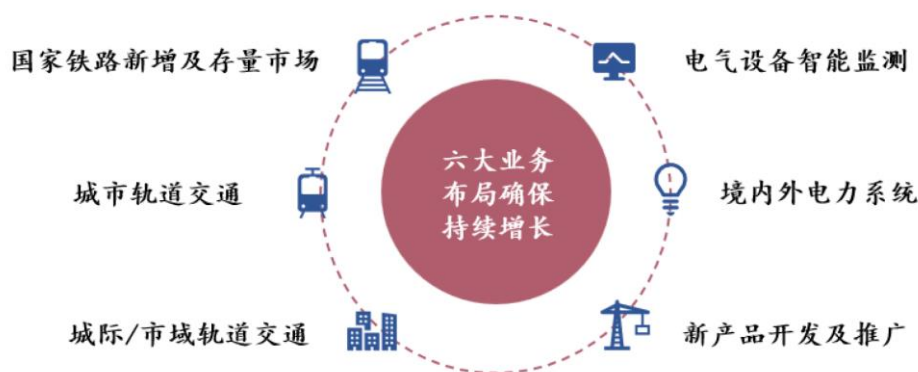 国家铁路新增及存量市场
电气设备智能监测
城市轨道交通
六大业务
布局确保
持续增长
境内外电力系统
城际/市域轨道交通
新产品开发及推广